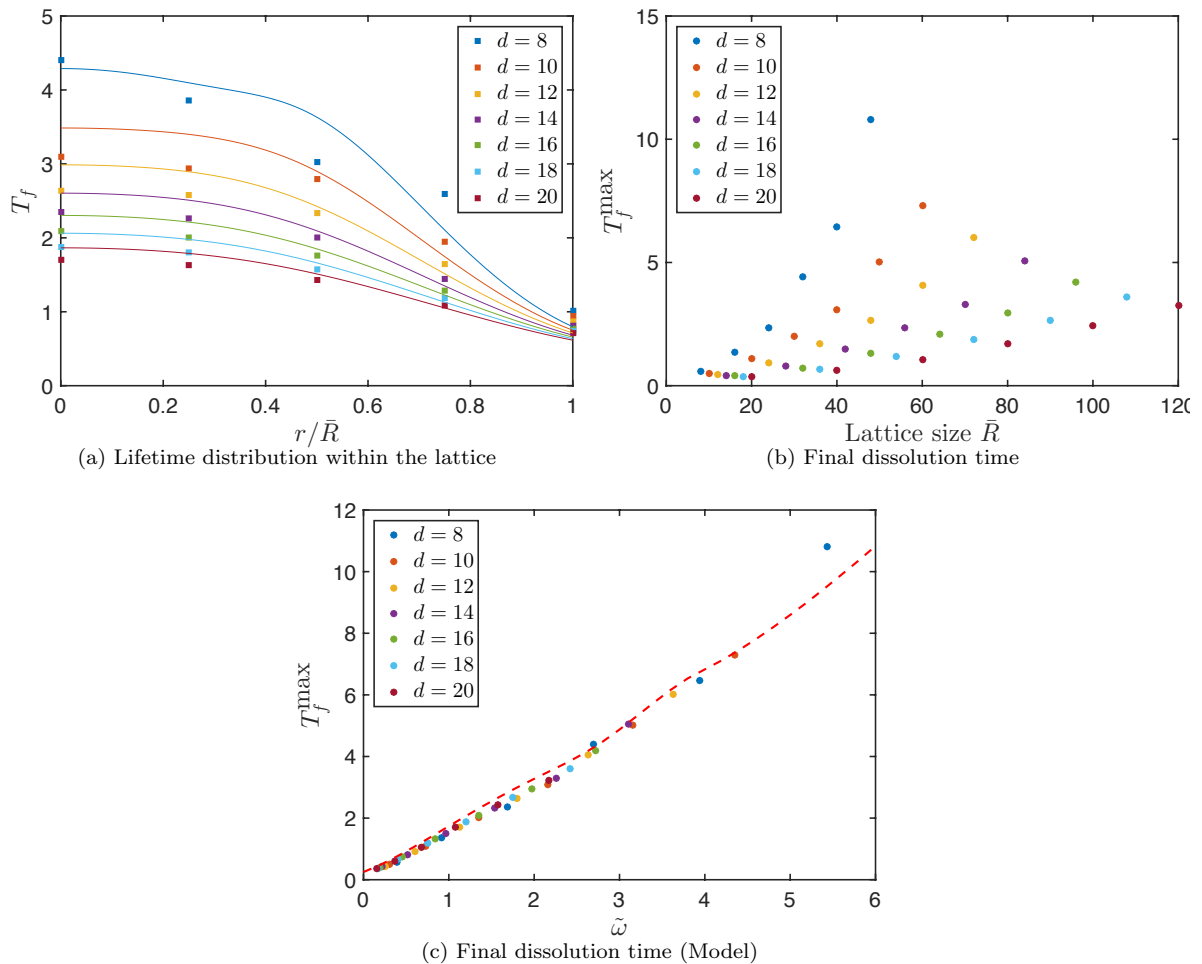 5
4
3
2
1
0
T_f
0
0.2
0.4
0.6
0.8
1
r/R̄
d = 8
d = 10
d = 12
d = 14
d = 16
d = 18
d = 20
(a) Lifetime distribution within the lattice
15
10
5
0
T_f^max
0
20
40
60
80
100
120
Lattice size R̄
d = 8
d = 10
d = 12
d = 14
d = 16
d = 18
d = 20
(b) Final dissolution time
12
10
8
6
4
2
0
T_f^max
0
1
2
3
4
5
6
ω̃
d = 8
d = 10
d = 12
d = 14
d = 16
d = 18
d = 20
(c) Final dissolution time (Model)